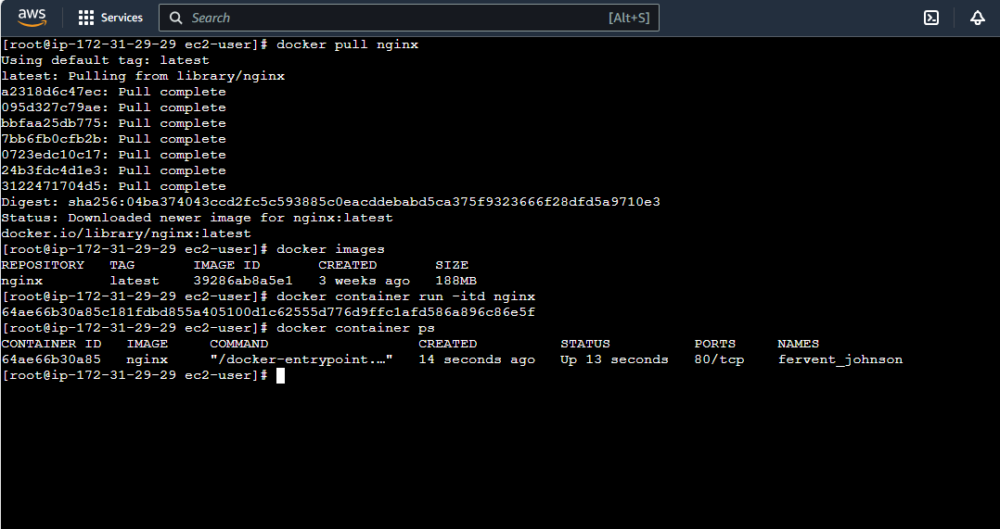 aws Services Search [Alt+S]
[root@ip-172-31-29-29 ec2-user]# docker pull nginx
Using default tag: latest
latest: Pulling from library/nginx
a2318d6c47ec: Pull complete
095d327c79ae: Pull complete
bbfaa25db775: Pull complete
7bb6fb0cfb2b: Pull complete
0723edc10c17: Pull complete
24b3fdc4d1e3: Pull complete
3122471704d5: Pull complete
Digest: sha256:04ba374043ccd2fc5c593885c0eacddebabd5ca375f9323666f28dfd5a9710e3
Status: Downloaded newer image for nginx:latest
docker.io/library/nginx:latest
[root@ip-172-31-29-29 ec2-user]# docker images
REPOSITORY   TAG       IMAGE ID       CREATED       SIZE
nginx        latest    39286ab8a5e1   3 weeks ago   188MB
[root@ip-172-31-29-29 ec2-user]# docker container run -itd nginx
64ae66b30a85c181fdbd855a405100d1c62555d776d9ffc1afd586a896c86e5f
[root@ip-172-31-29-29 ec2-user]# docker container ps
CONTAINER ID   IMAGE     COMMAND                  CREATED          STATUS          PORTS     NAMES
64ae66b30a85   nginx     "/docker-entrypoint.…"   14 seconds ago   Up 13 seconds   80/tcp    fervent_johnson
[root@ip-172-31-29-29 ec2-user]#